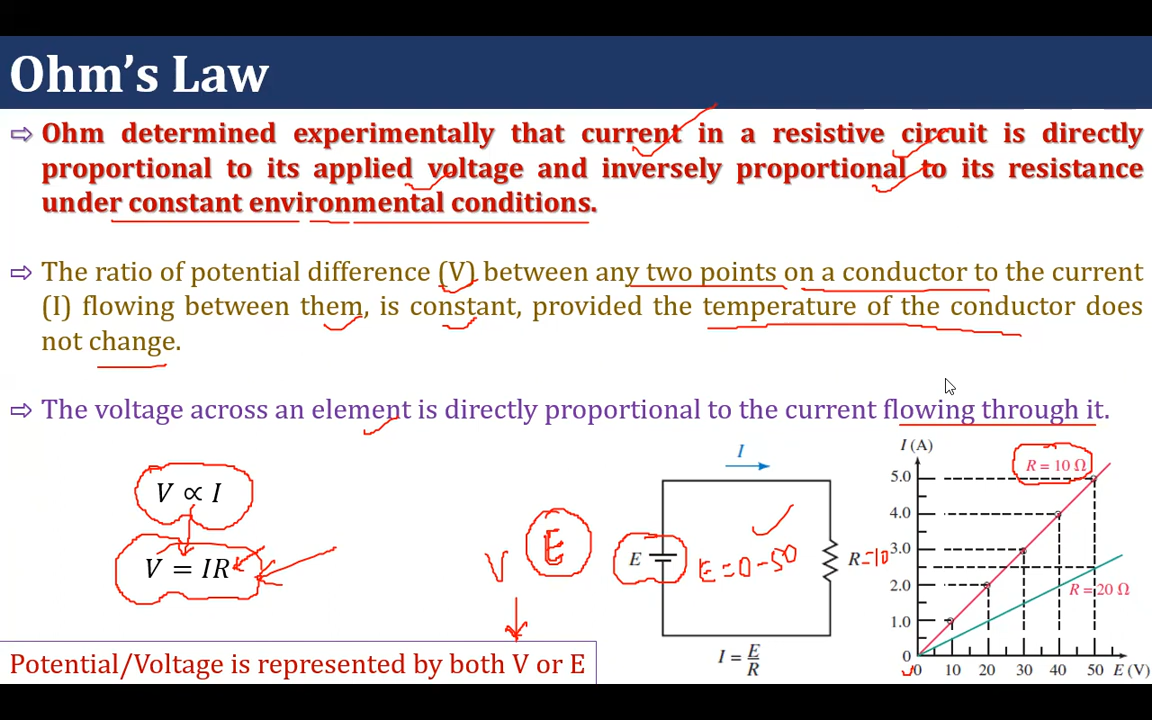 Ohm's Law
⇨ Ohm determined experimentally that current in a resistive circuit is directly
proportional to its applied voltage and inversely proportional to its resistance
under constant environmental conditions.
⇨ The ratio of potential difference (V) between any two points on a conductor to the current
(I) flowing between them, is constant, provided the temperature of the conductor does
not change.
⇨ The voltage across an element is directly proportional to the current flowing through it.
V ∝ I
V = IR
V
E
I
E
E=0-50
R=10
I = E/R
I (A)
5.0
4.0
3.0
2.0
1.0
0
R = 10 Ω
R = 20 Ω
0 10 20 30 40 50 E (V)
Potential/Voltage is represented by both V or E